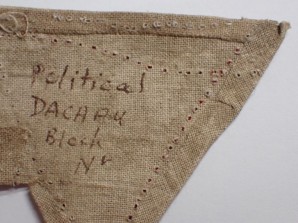 Political
DACHAU
Block
Nr